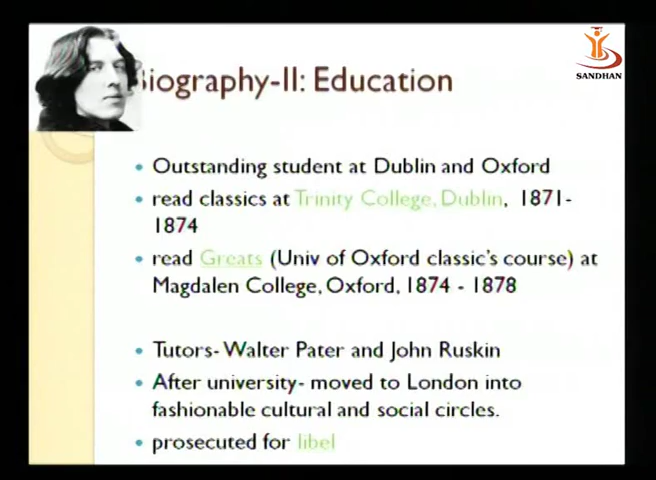 SANDHAN
Biography-II: Education
• Outstanding student at Dublin and Oxford
• read classics at Trinity College, Dublin, 1871-
1874
• read Greats (Univ of Oxford classic's course) at
Magdalen College, Oxford, 1874 - 1878
• Tutors- Walter Pater and John Ruskin
• After university- moved to London into
fashionable cultural and social circles.
• prosecuted for libel